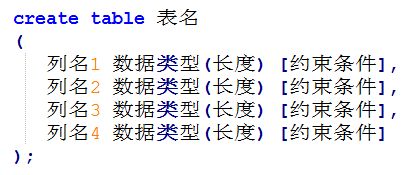 create table 表名
(
列名1 数据类型(长度) [约束条件],
列名2 数据类型(长度) [约束条件],
列名3 数据类型(长度) [约束条件],
列名4 数据类型(长度) [约束条件]
);